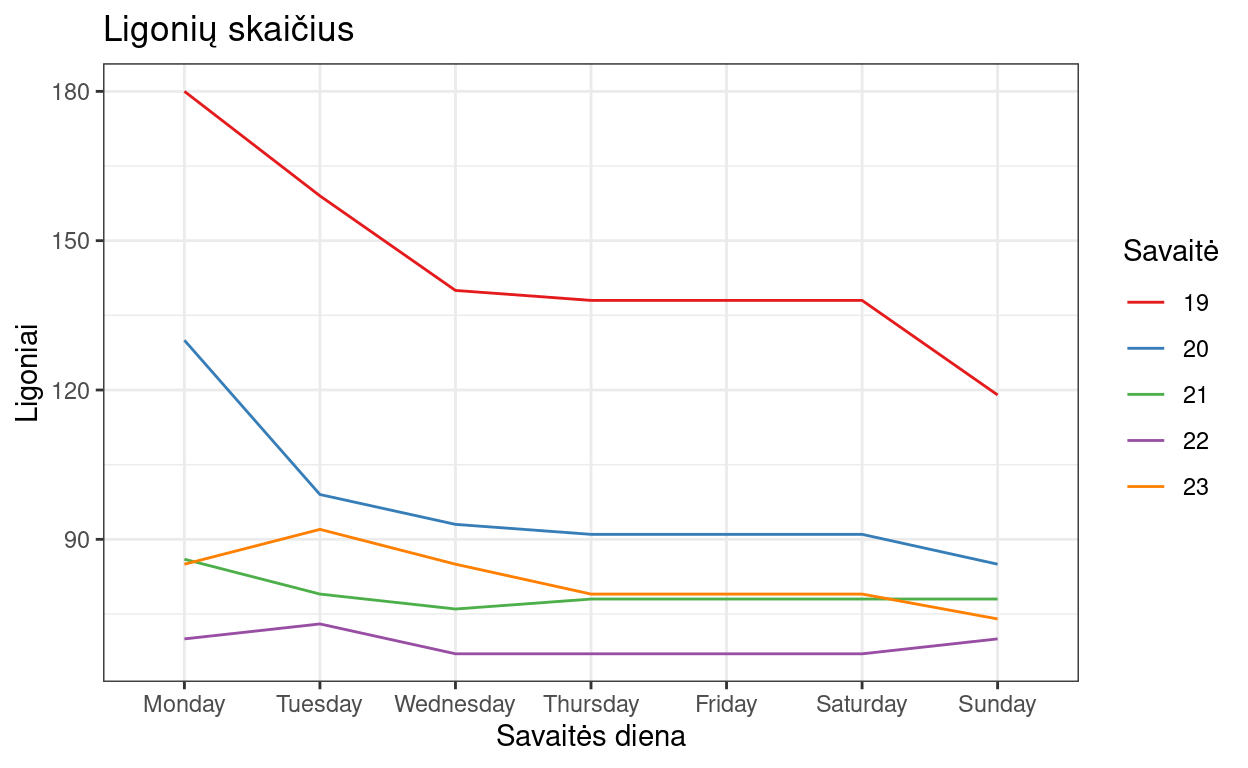 Ligonių skaičius
180
150
120
90
Ligoniai
Monday Tuesday Wednesday Thursday Friday Saturday Sunday
Savaitės diena
Savaitė
19
20
21
22
23